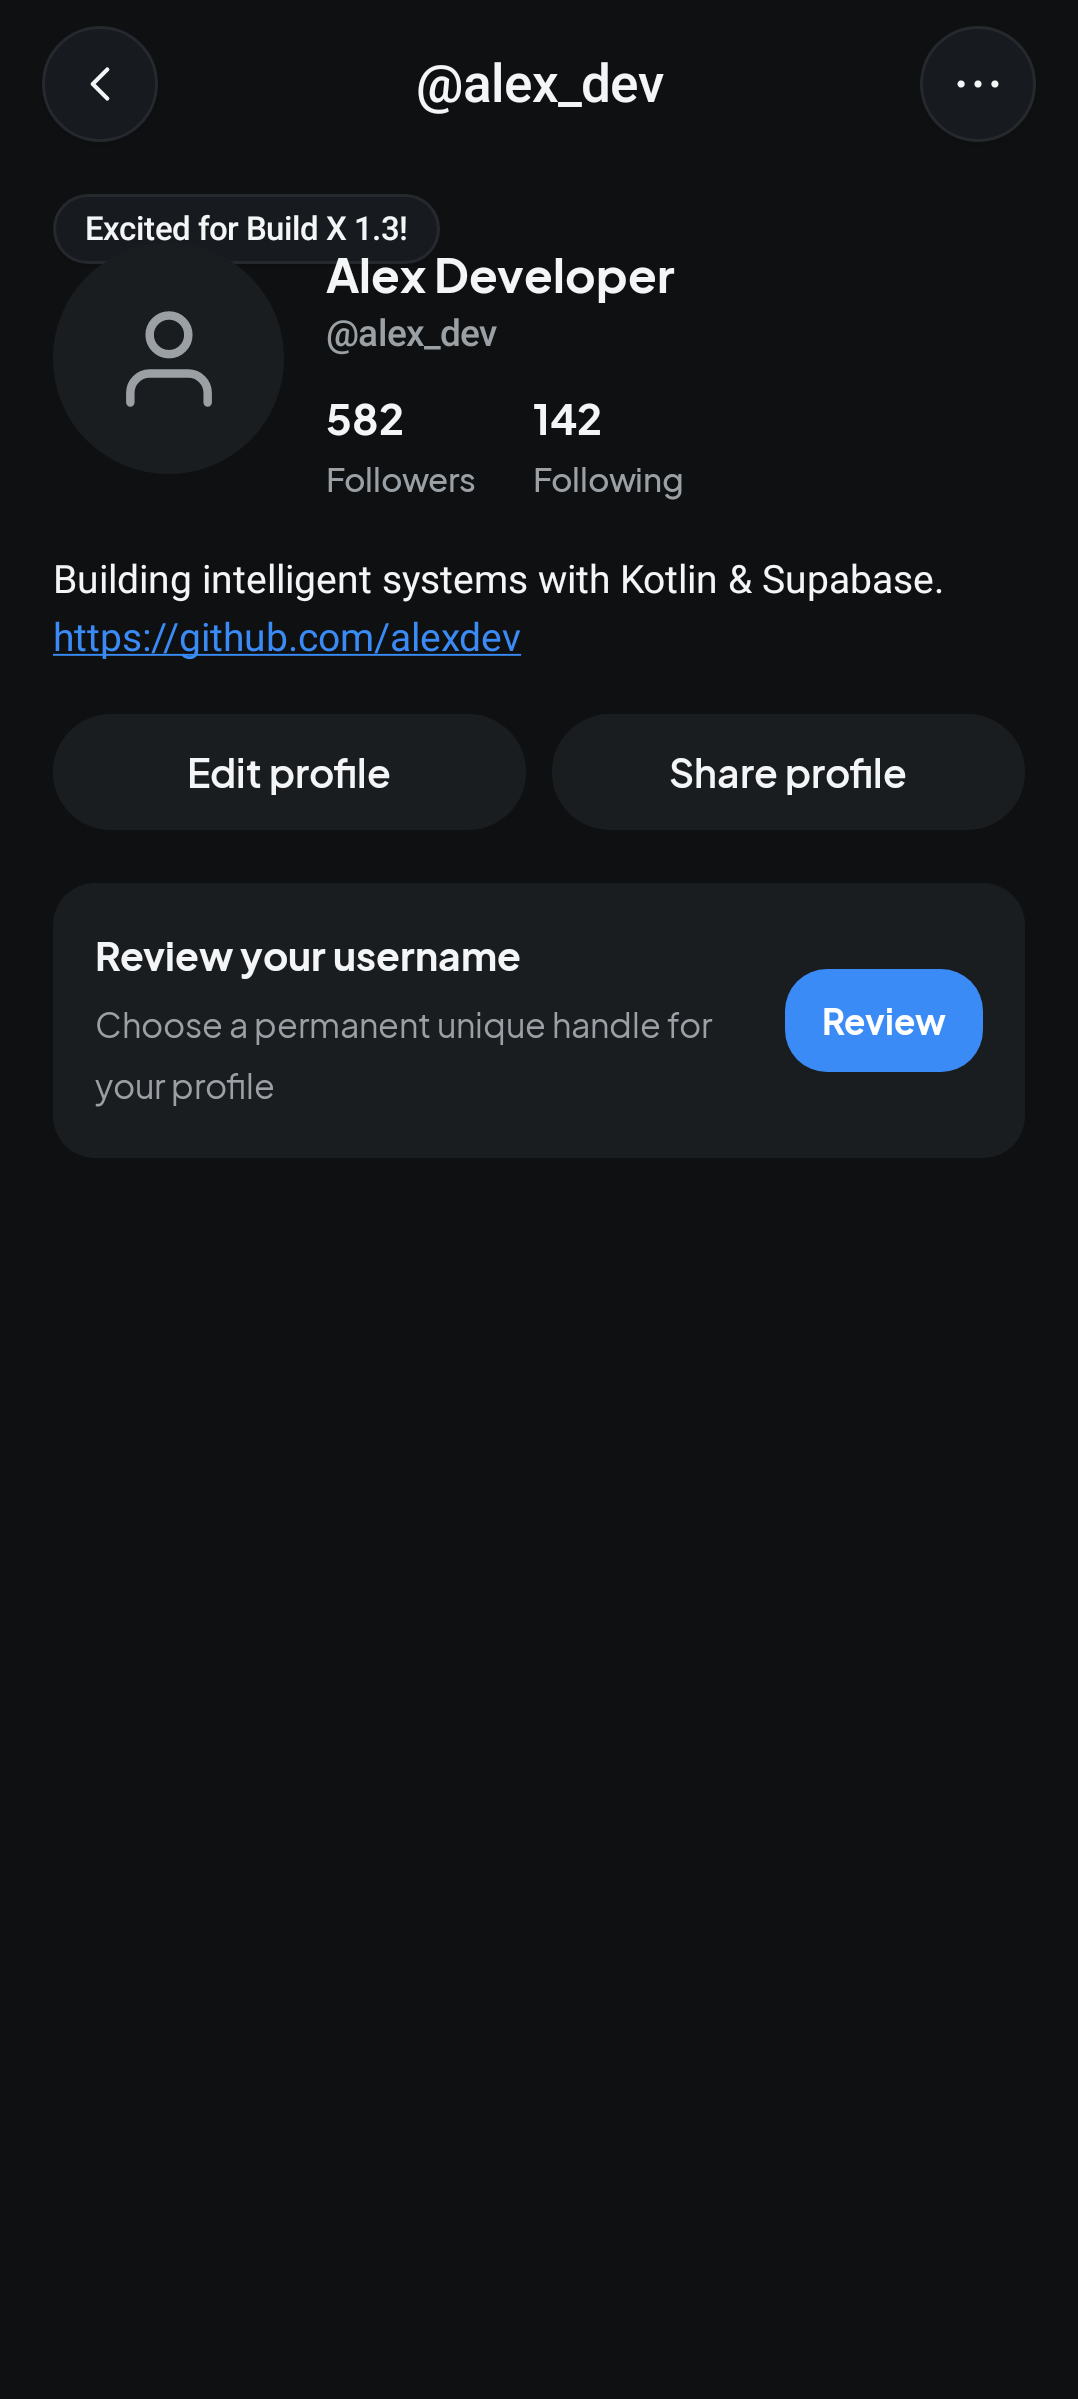 @alex_dev
Excited for Build X 1.3!
Alex Developer
@alex_dev
582 142
Followers Following
Building intelligent systems with Kotlin & Supabase.
https://github.com/alexdev
Edit profile Share profile
Review your username
Choose a permanent unique handle for
your profile
Review